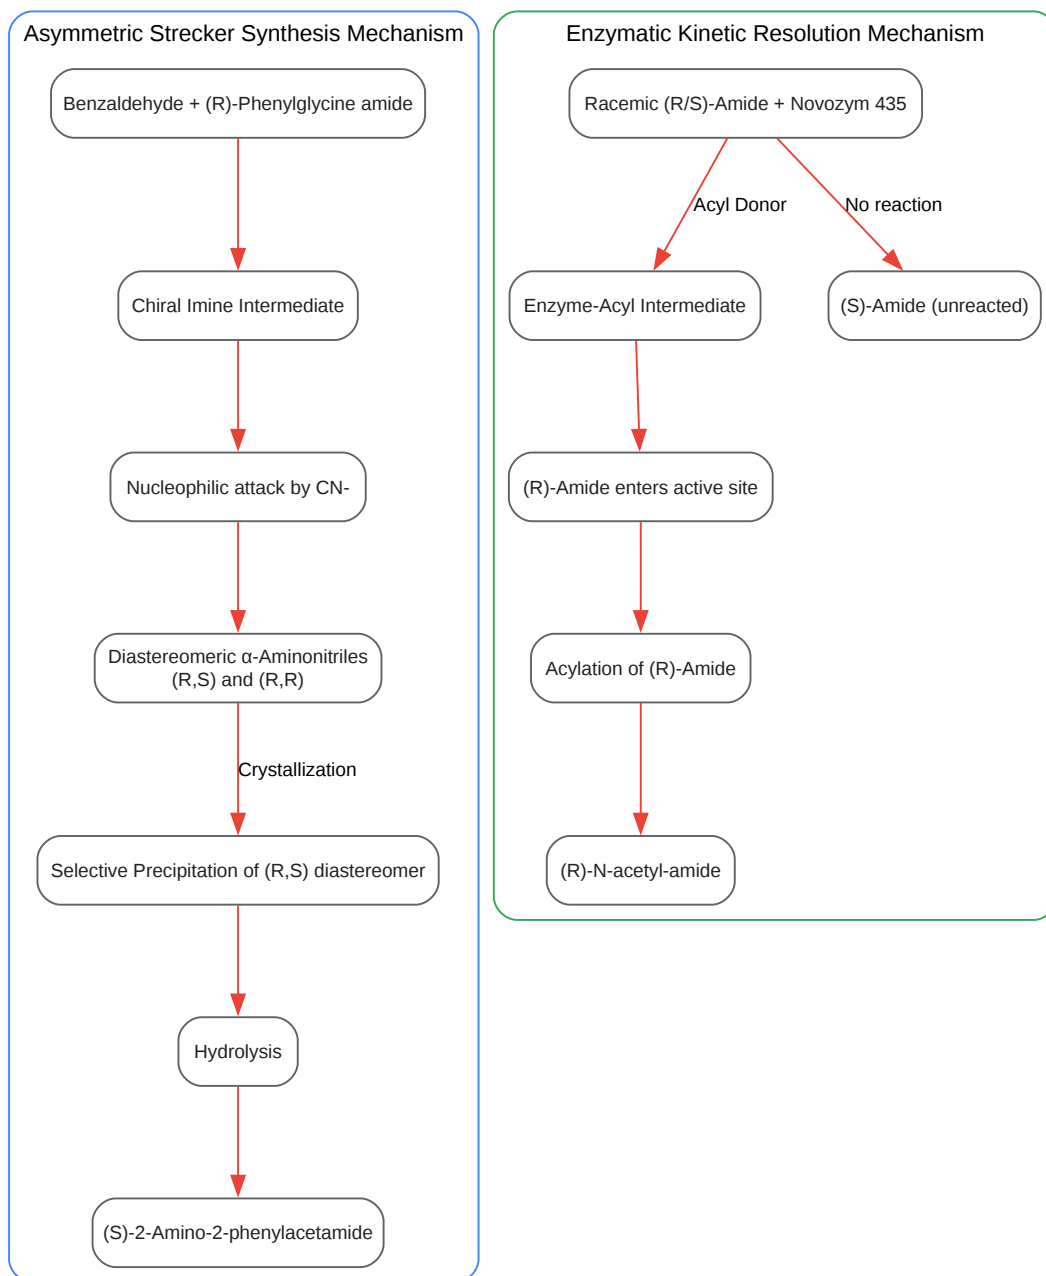 Asymmetric Strecker Synthesis Mechanism
Benzaldehyde + (R)-Phenylglycine amide
Chiral Imine Intermediate
Nucleophilic attack by CN-
Diastereomeric α-Aminonitriles
(R,S) and (R,R)
Crystallization
Selective Precipitation of (R,S) diastereomer
Hydrolysis
(S)-2-Amino-2-phenylacetamide
Enzymatic Kinetic Resolution Mechanism
Racemic (R/S)-Amide + Novozym 435
Acyl Donor
No reaction
Enzyme-Acyl Intermediate
(S)-Amide (unreacted)
(R)-Amide enters active site
Acylation of (R)-Amide
(R)-N-acetyl-amide